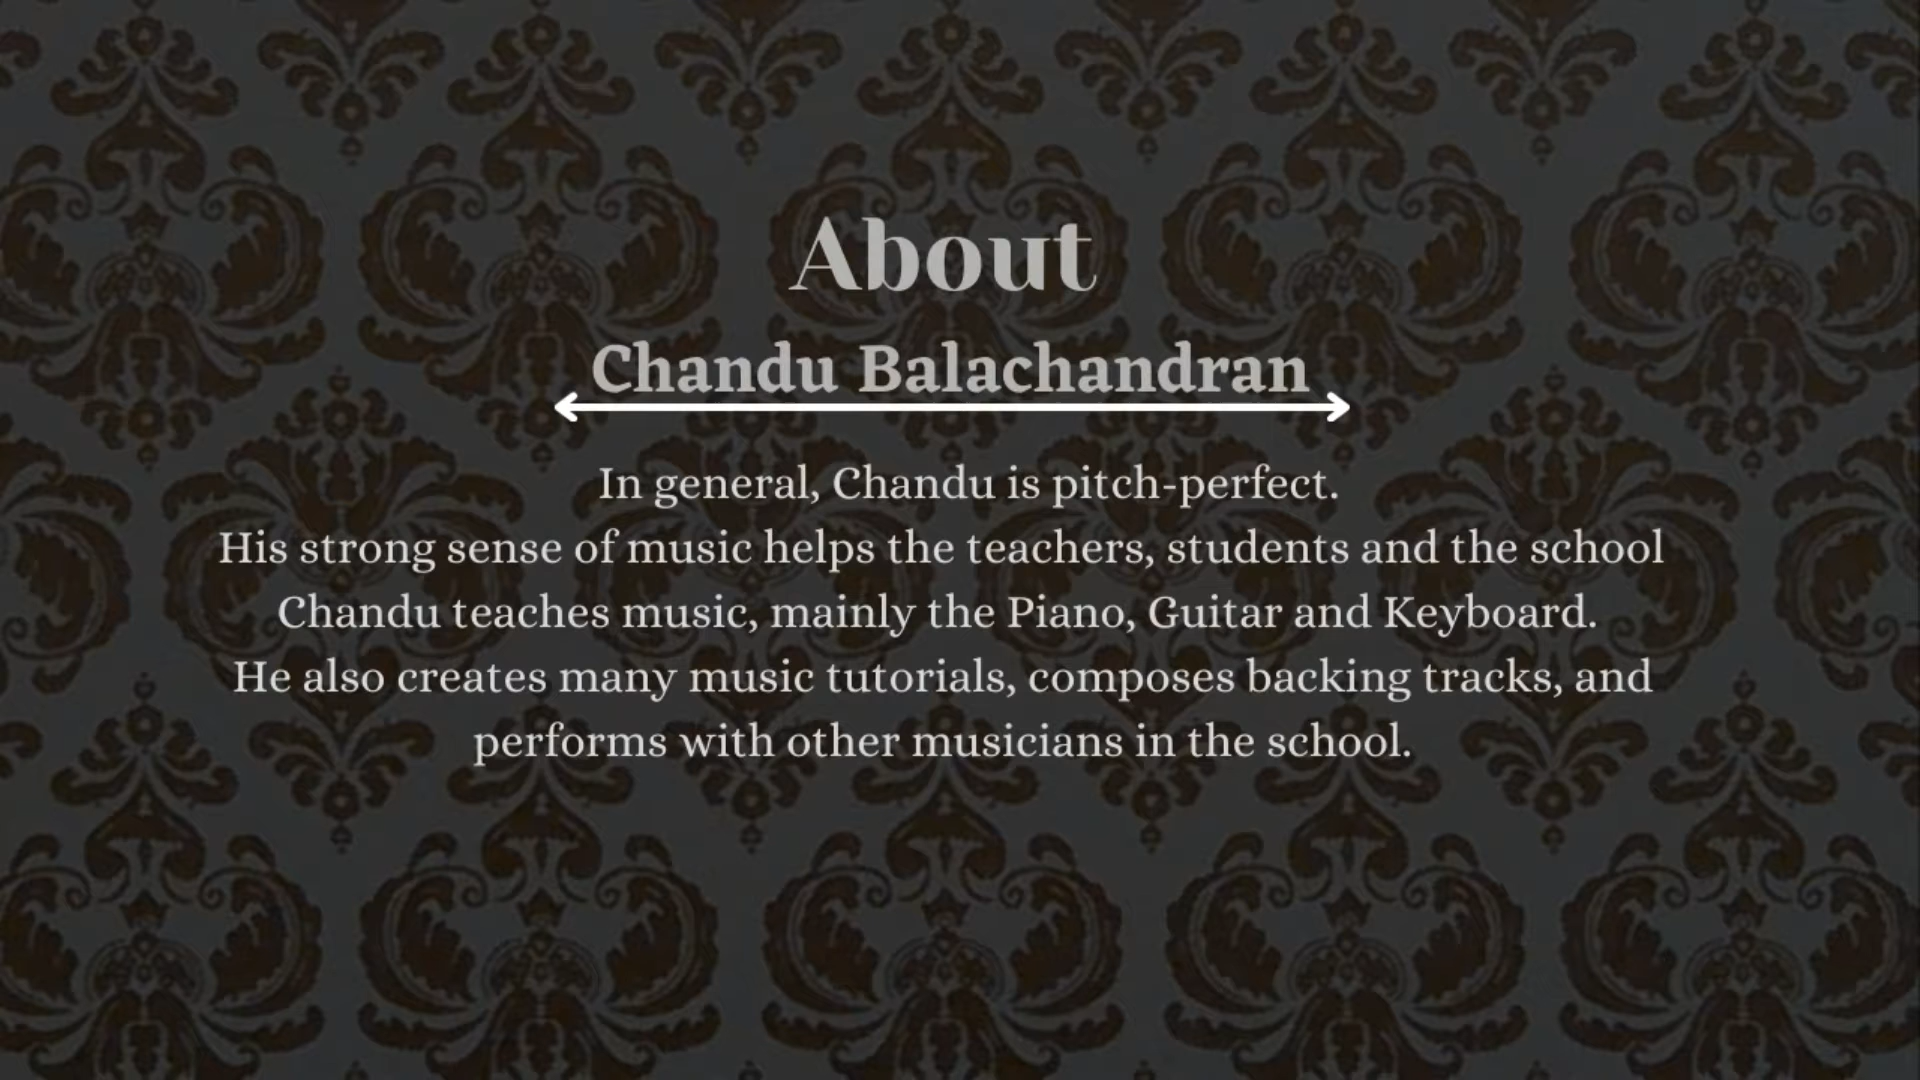 About
Chandu Balachandran
In general, Chandu is pitch-perfect.
His strong sense of music helps the teachers, students and the school
Chandu teaches music, mainly the Piano, Guitar and Keyboard.
He also creates many music tutorials, composes backing tracks, and
performs with other musicians in the school.